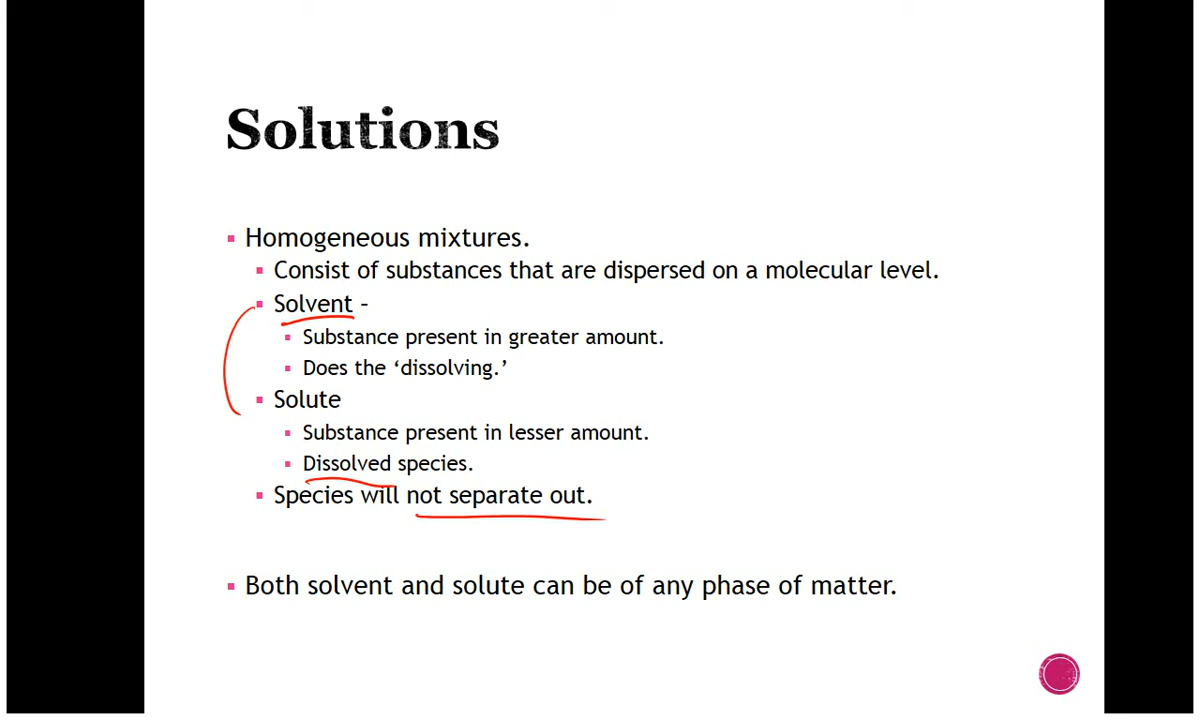 Solutions
Homogeneous mixtures.
Consist of substances that are dispersed on a molecular level.
Solvent –
Substance present in greater amount.
Does the ‘dissolving.’
Solute
Substance present in lesser amount.
Dissolved species.
Species will not separate out.
Both solvent and solute can be of any phase of matter.